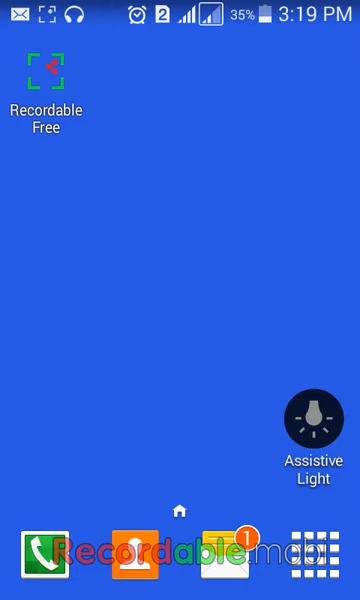 2
35%
3:19 PM
Recordable
Free
Assistive
Light
1
Recordable.mobi